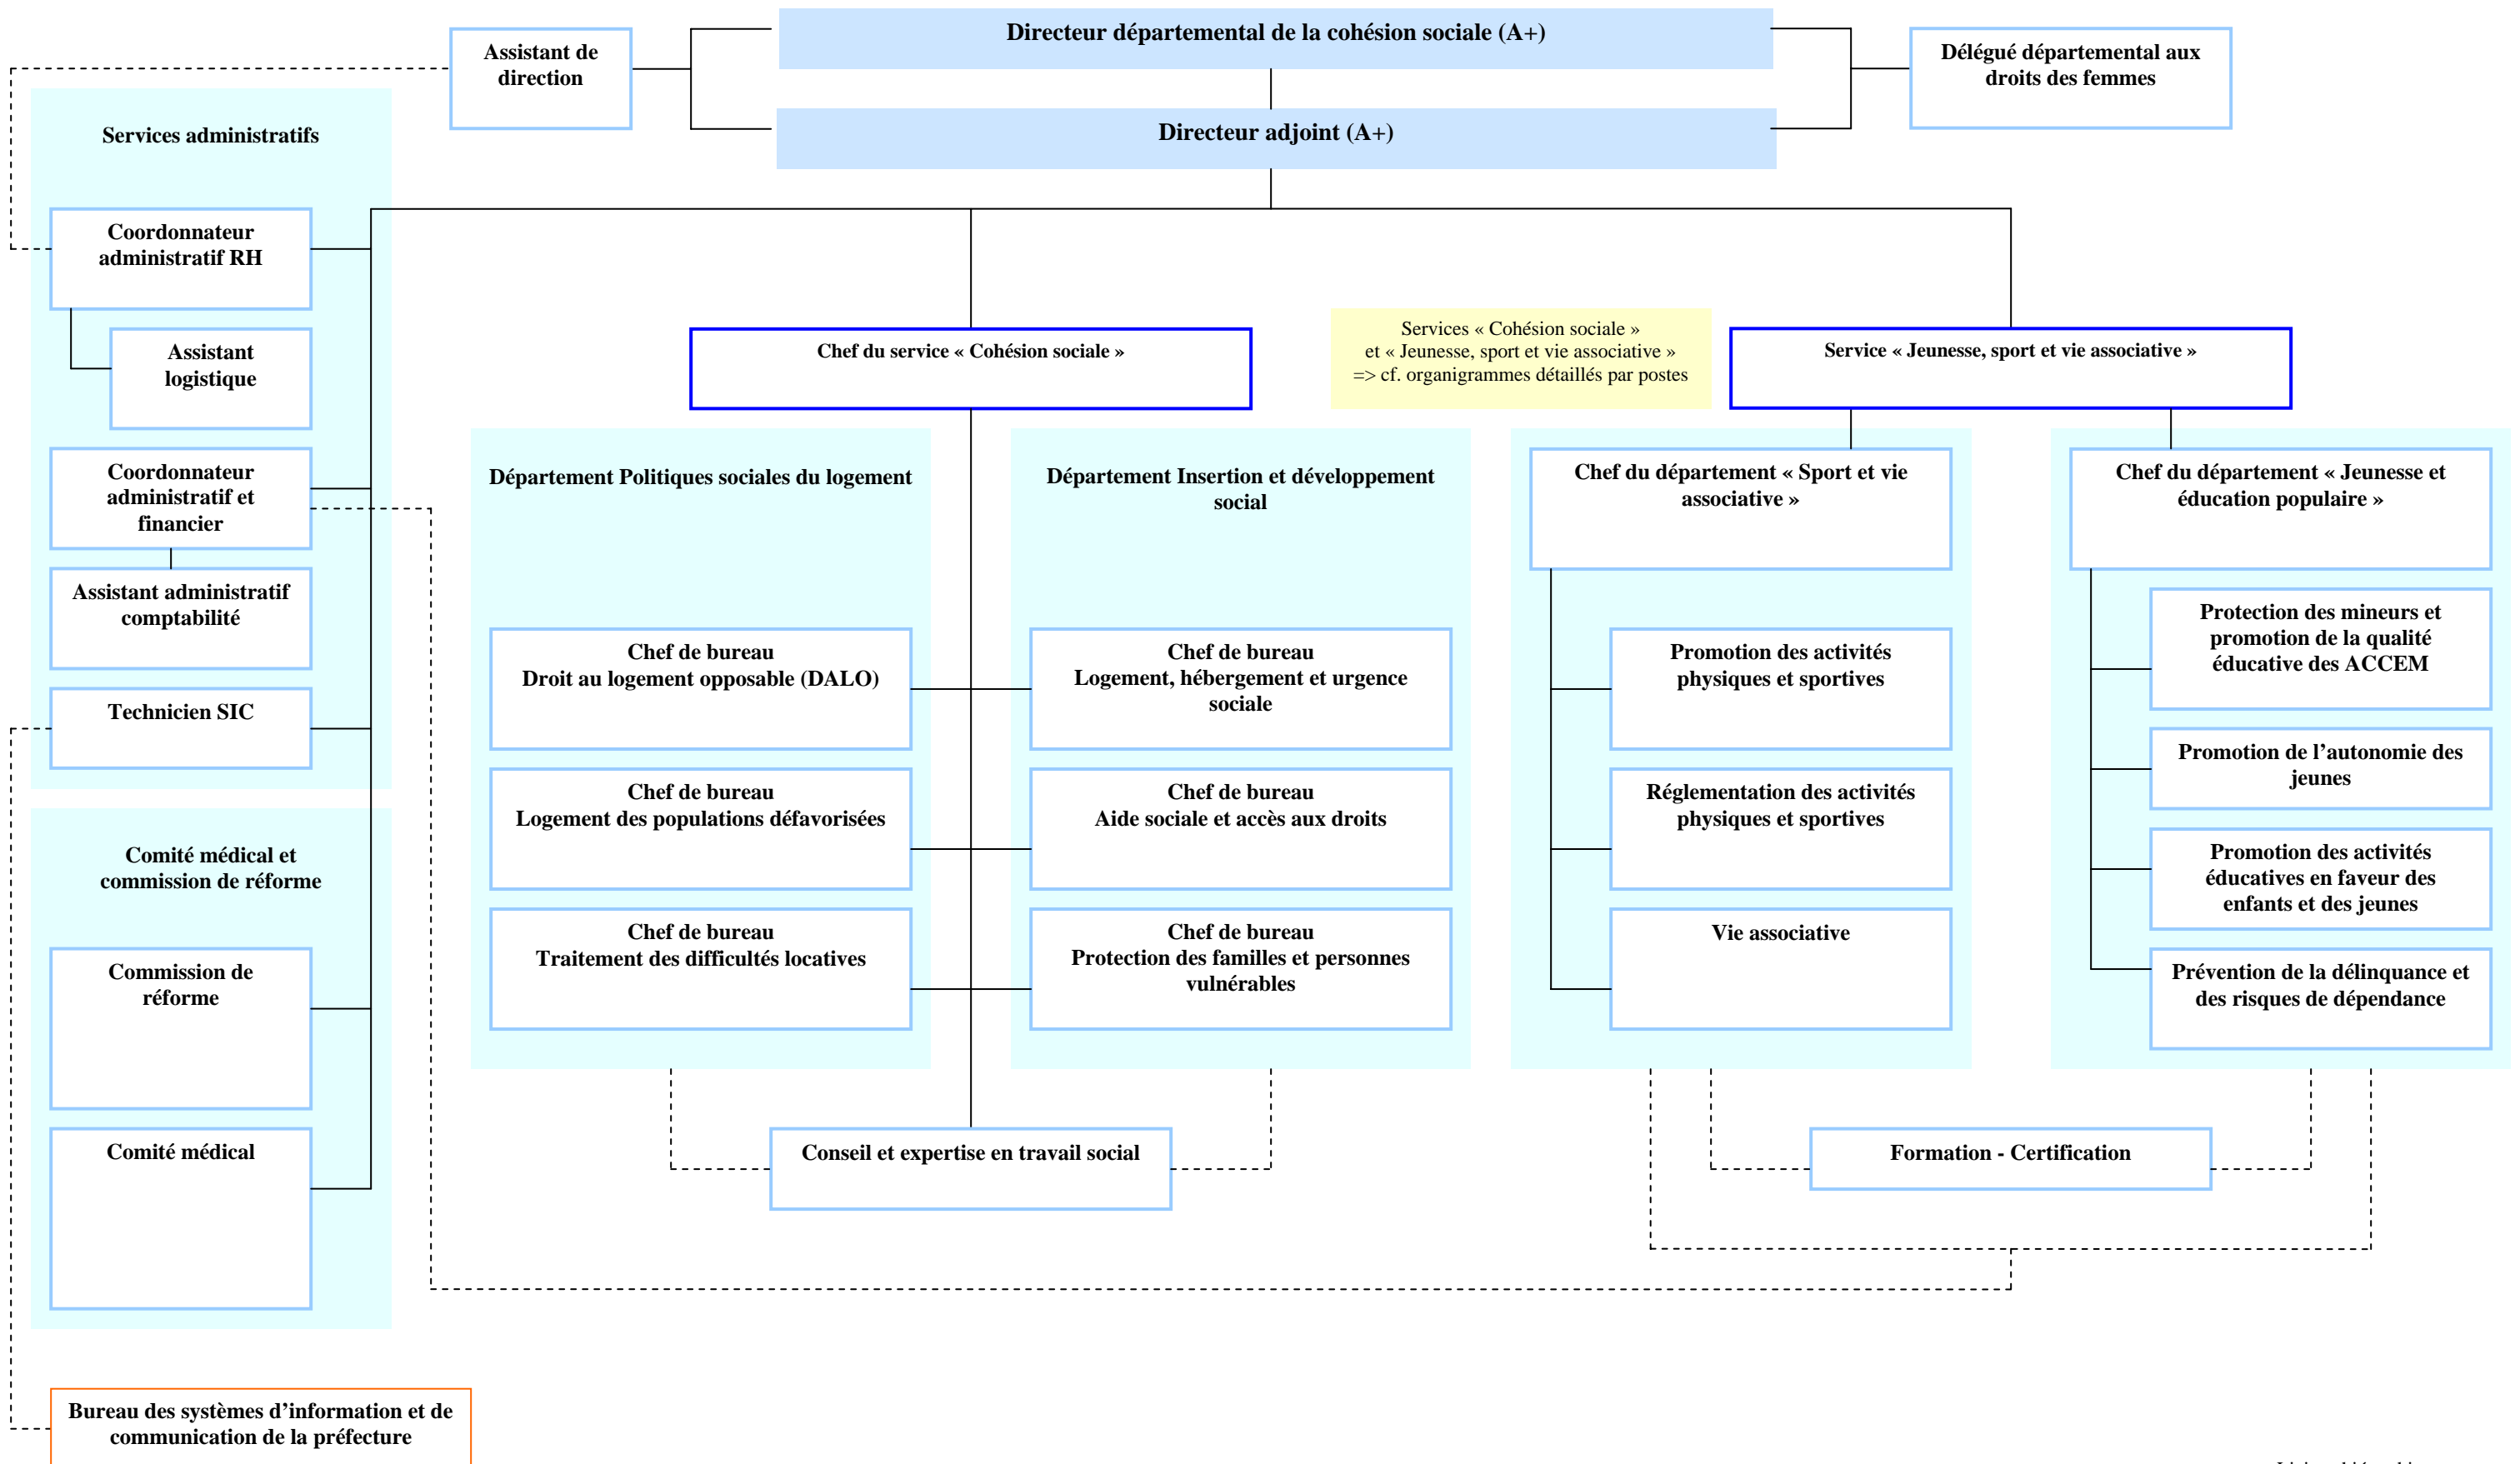 Directeur départemental de la cohésion sociale (A+)
Assistant de
direction
Délégué départemental aux
droits des femmes
Directeur adjoint (A+)
Services administratifs
Coordonnateur
administratif RH
Assistant
logistique
Coordonnateur
administratif et
financier
Assistant administratif
comptabilité
Technicien SIC
Comité médical et
commission de réforme
Commission de
réforme
Comité médical
Bureau des systèmes d’information et de
communication de la préfecture
Chef du service « Cohésion sociale »
Services « Cohésion sociale »
et « Jeunesse, sport et vie associative »
=> cf. organigrammes détaillés par postes
Service « Jeunesse, sport et vie associative »
Département Politiques sociales du logement
Chef de bureau
Droit au logement opposable (DALO)
Chef de bureau
Logement des populations défavorisées
Chef de bureau
Traitement des difficultés locatives
Département Insertion et développement
social
Chef de bureau
Logement, hébergement et urgence
sociale
Chef de bureau
Aide sociale et accès aux droits
Chef de bureau
Protection des familles et personnes
vulnérables
Conseil et expertise en travail social
Chef du département « Sport et vie
associative »
Promotion des activités
physiques et sportives
Réglementation des activités
physiques et sportives
Vie associative
Chef du département « Jeunesse et
éducation populaire »
Protection des mineurs et
promotion de la qualité
éducative des ACCEM
Promotion de l’autonomie des
jeunes
Promotion des activités
éducatives en faveur des
enfants et des jeunes
Prévention de la délinquance et
des risques de dépendance
Formation - Certification